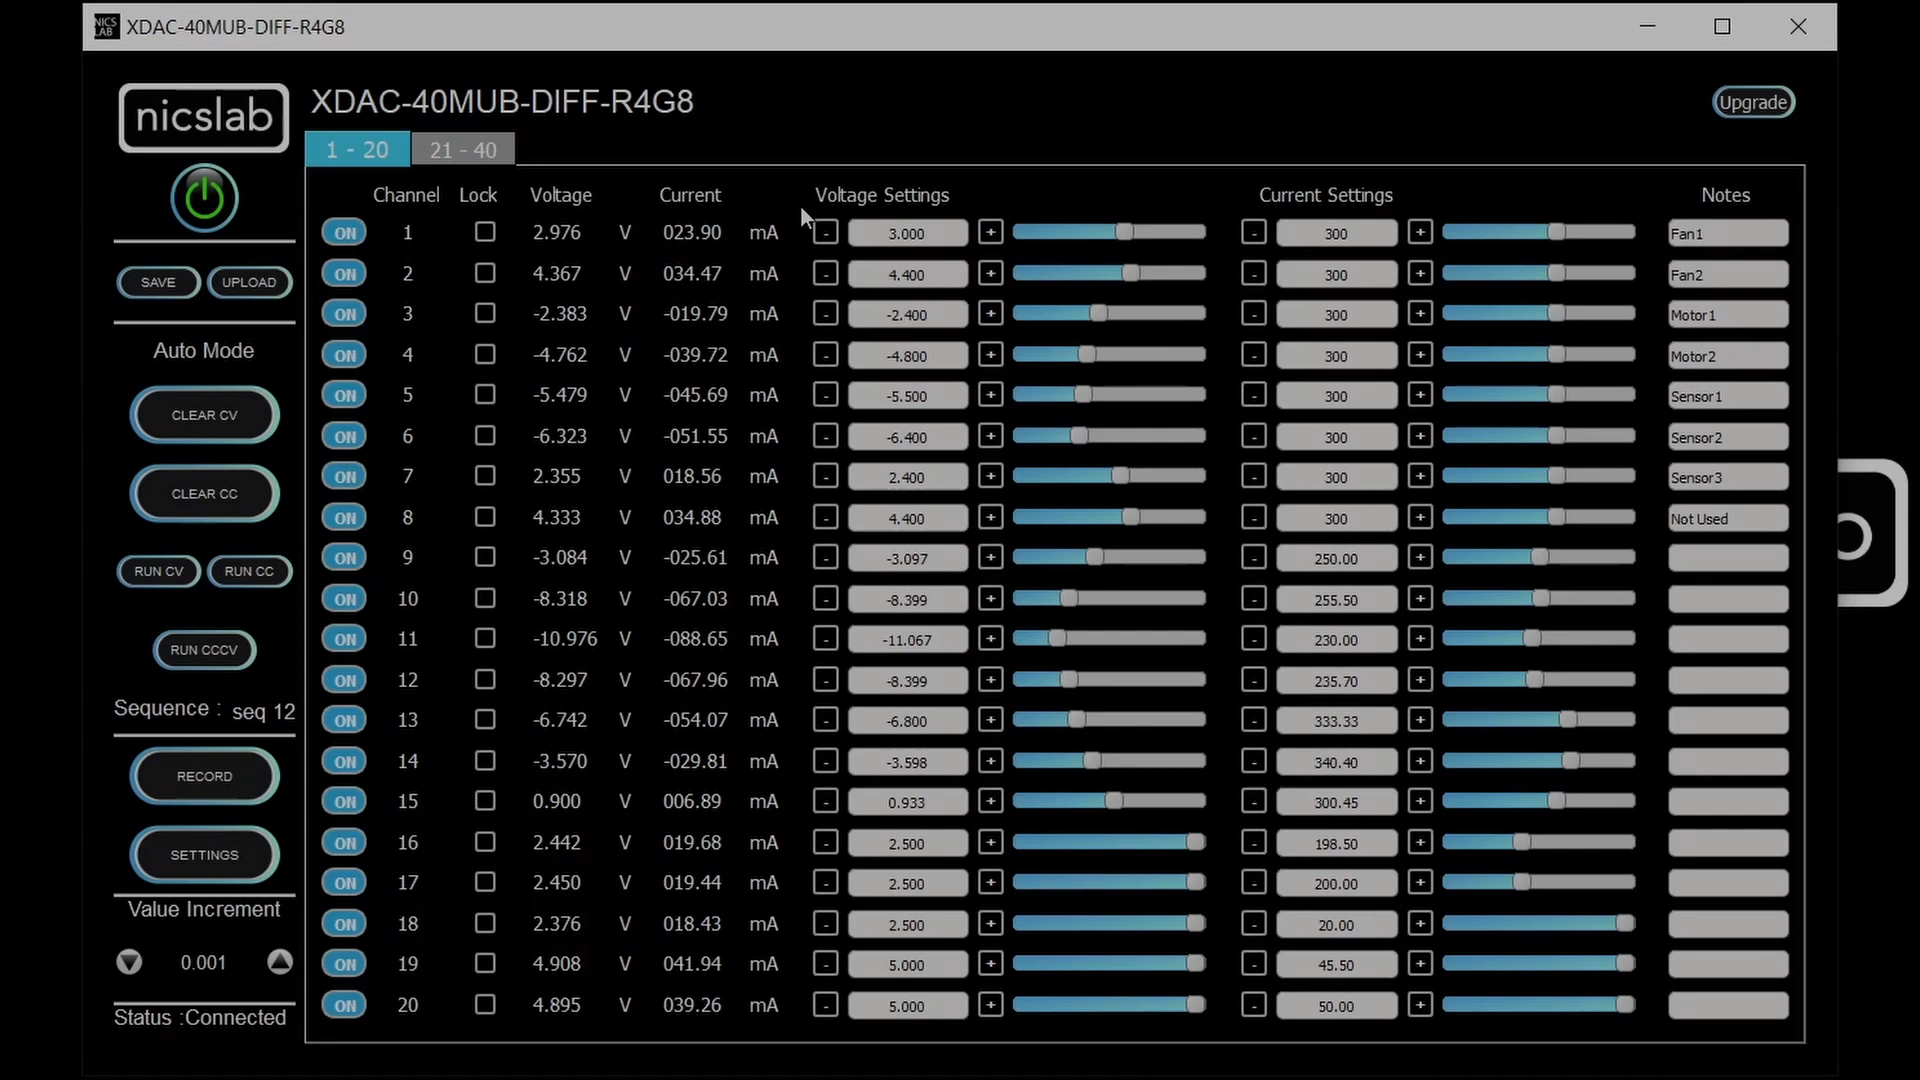 NICS LAB XDAC-40MUB-DIFF-R4G8
nicslab
XDAC-40MUB-DIFF-R4G8
Upgrade
1 - 20 21 - 40
Channel Lock Voltage Current Voltage Settings Current Settings Notes
ON 1 2.976 V 023.90 mA - 3.000 + - 300 + Fan1
ON 2 4.367 V 034.47 mA - 4.400 + - 300 + Fan2
ON 3 -2.383 V -019.79 mA - -2.400 + - 300 + Motor1
ON 4 -4.762 V -039.72 mA - -4.800 + - 300 + Motor2
ON 5 -5.479 V -045.69 mA - -5.500 + - 300 + Sensor1
ON 6 -6.323 V -051.55 mA - -6.400 + - 300 + Sensor2
ON 7 2.355 V 018.56 mA - 2.400 + - 300 + Sensor3
ON 8 4.333 V 034.88 mA - 4.400 + - 300 + Not Used
ON 9 -3.084 V -025.61 mA - -3.097 + - 250.00 +
ON 10 -8.318 V -067.03 mA - -8.399 + - 255.50 +
ON 11 -10.976 V -088.65 mA - -11.067 + - 230.00 +
ON 12 -8.297 V -067.96 mA - -8.399 + - 235.70 +
ON 13 -6.742 V -054.07 mA - -6.800 + - 333.33 +
ON 14 -3.570 V -029.81 mA - -3.598 + - 340.40 +
ON 15 0.900 V 006.89 mA - 0.933 + - 300.45 +
ON 16 2.442 V 019.68 mA - 2.500 + - 198.50 +
ON 17 2.450 V 019.44 mA - 2.500 + - 200.00 +
ON 18 2.376 V 018.43 mA - 2.500 + - 20.00 +
ON 19 4.908 V 041.94 mA - 5.000 + - 45.50 +
ON 20 4.895 V 039.26 mA - 5.000 + - 50.00 +
SAVE UPLOAD
Auto Mode
CLEAR CV
CLEAR CC
RUN CV RUN CC
RUN CCCV
Sequence : seq 12
RECORD
SETTINGS
Value Increment
0.001
Status :Connected